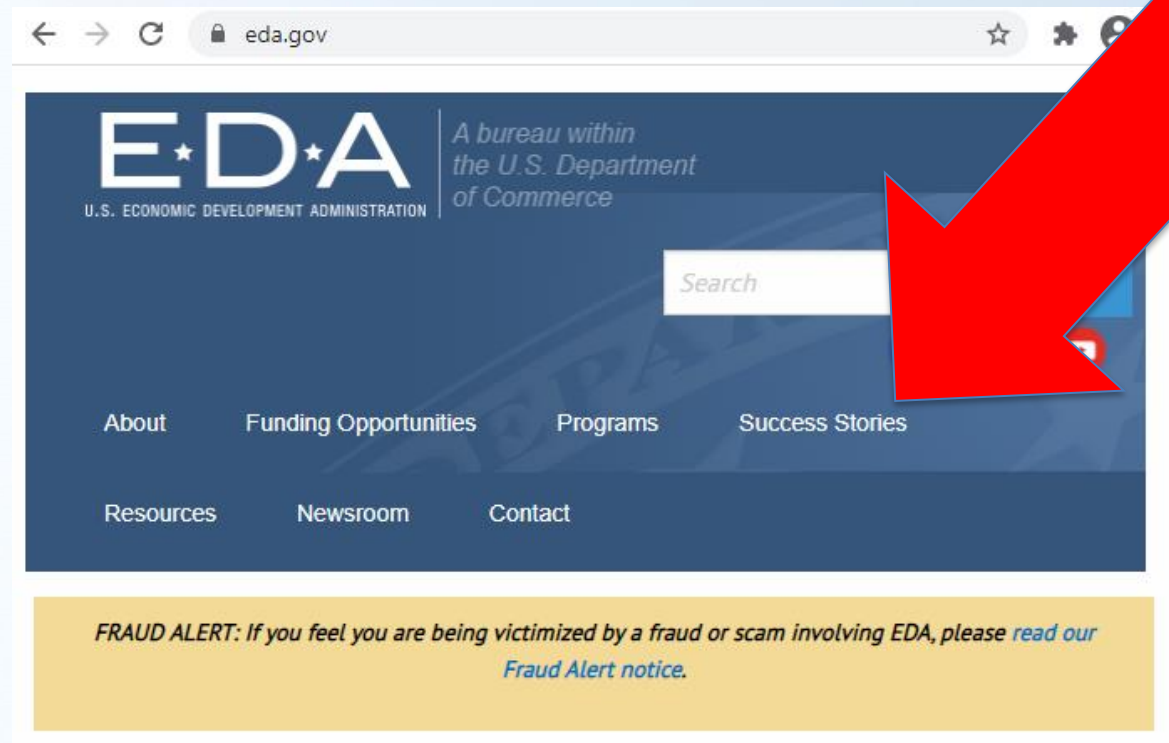 eda.gov
E★D★A
U.S. ECONOMIC DEVELOPMENT ADMINISTRATION
A bureau within
the U.S. Department
of Commerce
Search
About Funding Opportunities Programs Success Stories
Resources Newsroom Contact
FRAUD ALERT: If you feel you are being victimized by a fraud or scam involving EDA, please read our
Fraud Alert notice.